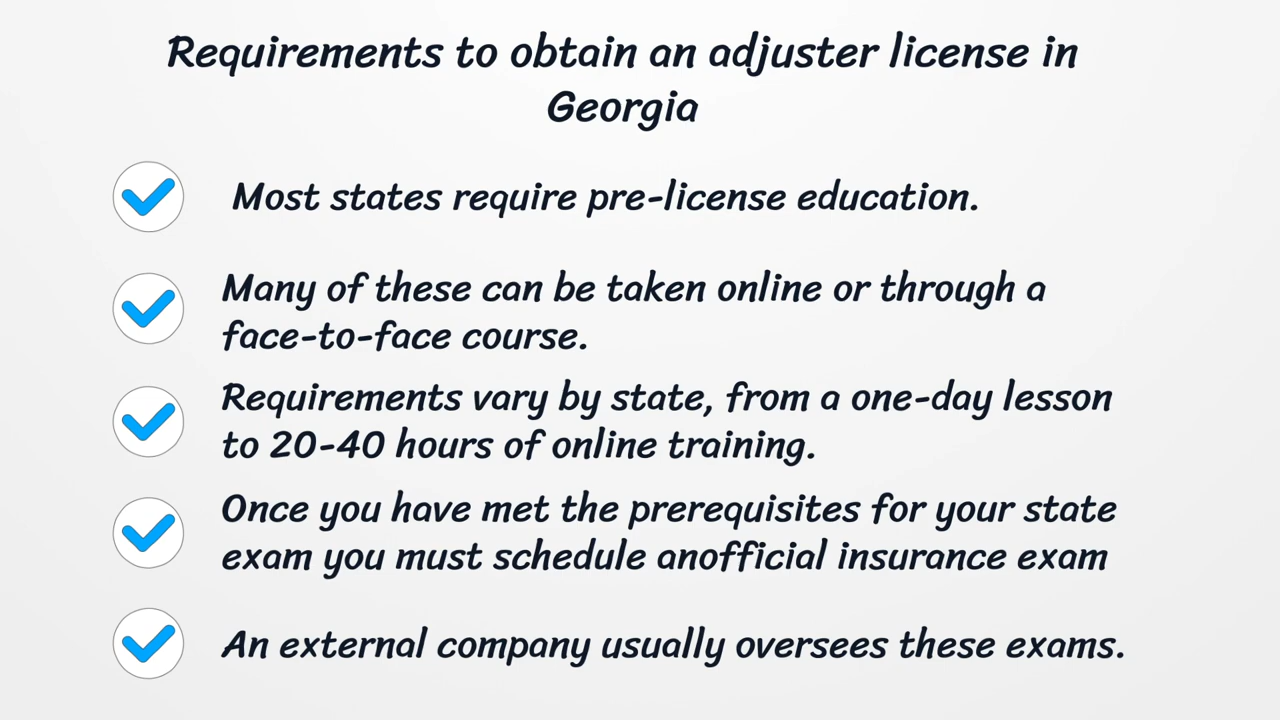 Requirements to obtain an adjuster license in
Georgia
Most states require pre-license education.
Many of these can be taken online or through a
face-to-face course.
Requirements vary by state, from a one-day lesson
to 20-40 hours of online training.
Once you have met the prerequisites for your state
exam you must schedule anofficial insurance exam
An external company usually oversees these exams.